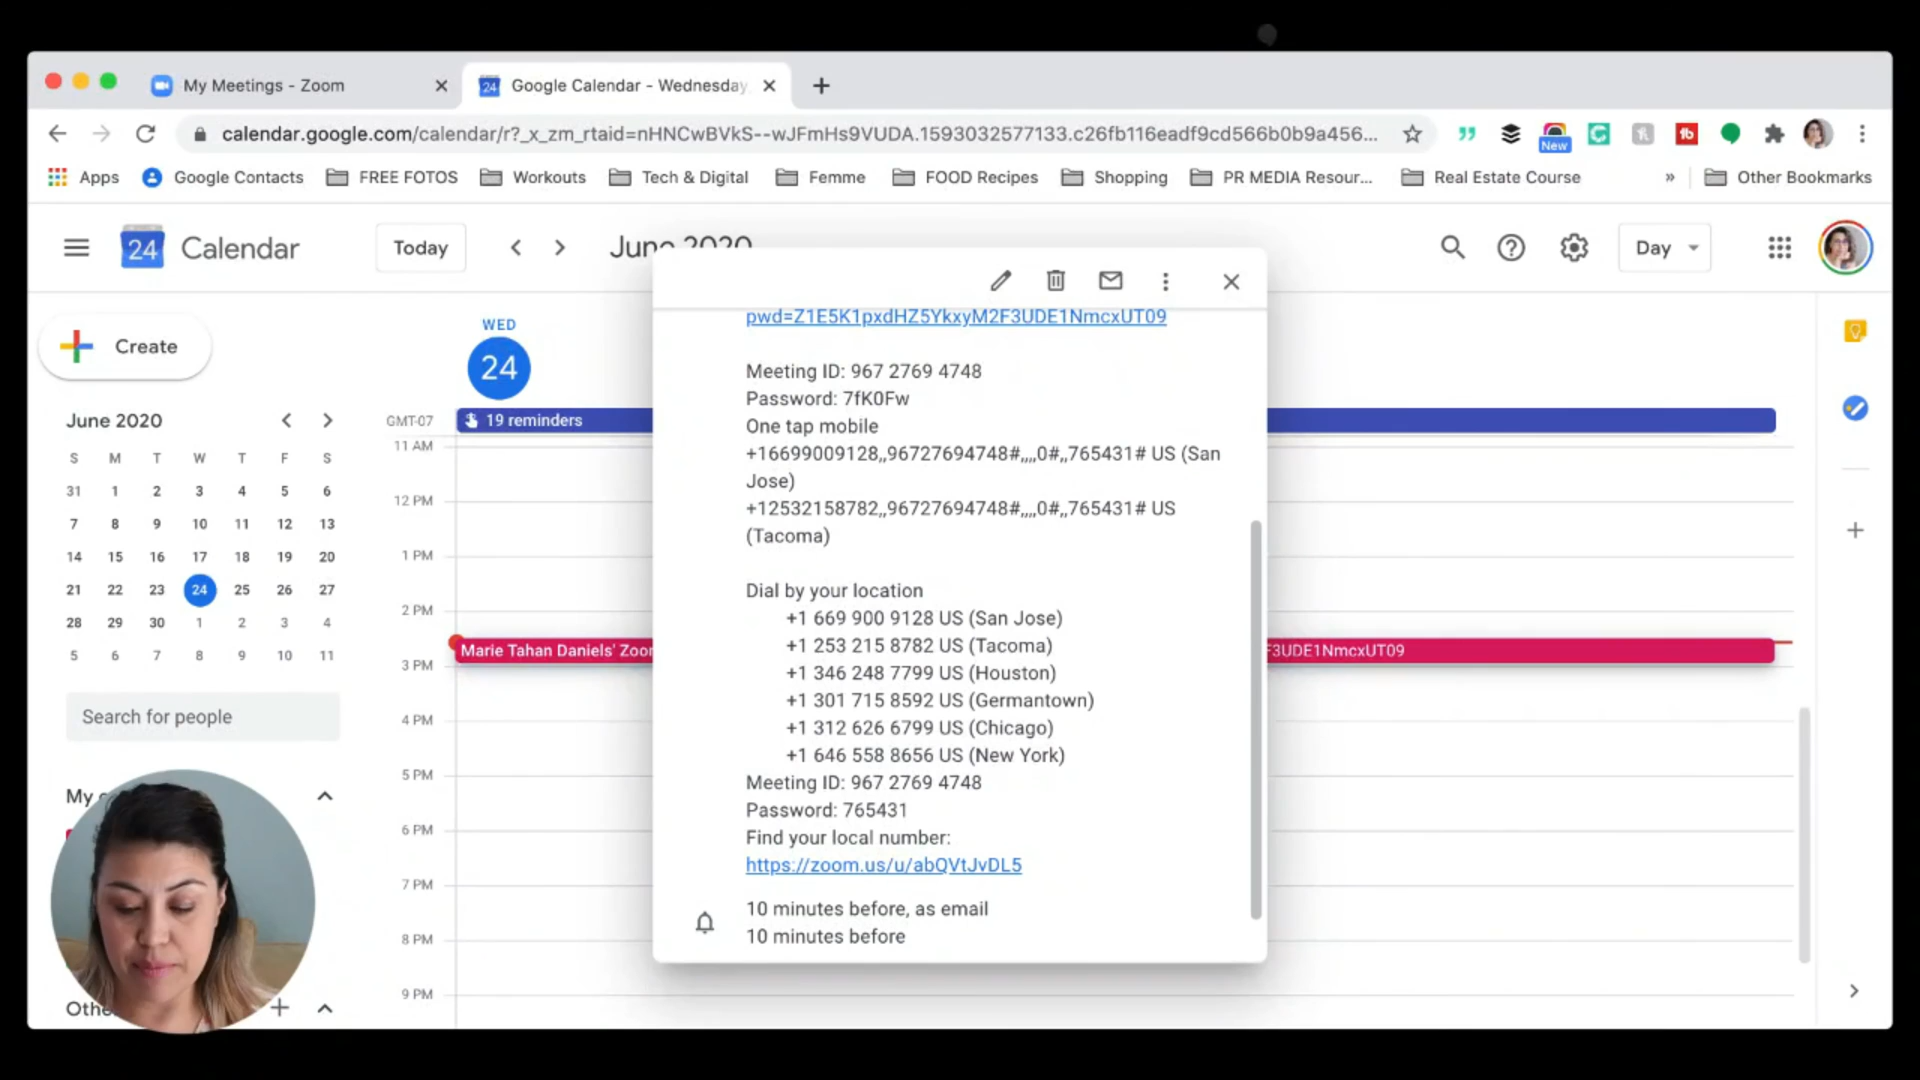 My Meetings - Zoom
24 Google Calendar - Wednesday,
calendar.google.com/calendar/r?_x_zm_rtaid=nHNCwBVkS--wJFmHs9VUDA.1593032577133.c26fb116eadf9cd566b0b9a456...
New
Apps Google Contacts FREE FOTOS Workouts Tech & Digital Femme FOOD Recipes Shopping PR MEDIA Resour... Real Estate Course » Other Bookmarks
24 Calendar Today June 2020 Day
Create
WED
24
June 2020
S M T W T F S
31 1 2 3 4 5 6
7 8 9 10 11 12 13
14 15 16 17 18 19 20
21 22 23 24 25 26 27
28 29 30 1 2 3 4
5 6 7 8 9 10 11
Search for people
My
Othe
GMT-07 19 reminders
11 AM
12 PM
1 PM
2 PM
Marie Tahan Daniels' Zoo
F3UDE1NmcxUT09
3 PM
4 PM
5 PM
6 PM
7 PM
8 PM
9 PM
pwd=Z1E5K1pxdHZ5YkxyM2F3UDE1NmcxUT09
Meeting ID: 967 2769 4748
Password: 7fK0Fw
One tap mobile
+16699009128,,96727694748#,,,,0#,,765431# US (San
Jose)
+12532158782,,96727694748#,,,,0#,,765431# US
(Tacoma)
Dial by your location
+1 669 900 9128 US (San Jose)
+1 253 215 8782 US (Tacoma)
+1 346 248 7799 US (Houston)
+1 301 715 8592 US (Germantown)
+1 312 626 6799 US (Chicago)
+1 646 558 8656 US (New York)
Meeting ID: 967 2769 4748
Password: 765431
Find your local number:
https://zoom.us/u/abQVtJvDL5
10 minutes before, as email
10 minutes before